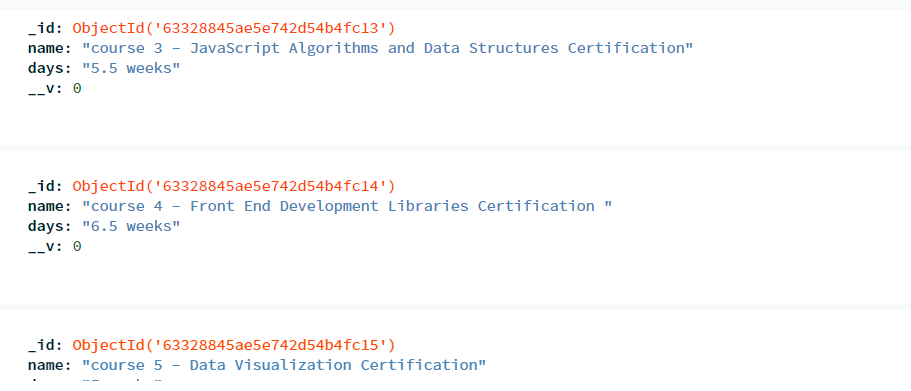 _id: ObjectId('63328845ae5e742d54b4fc13')
name: "course 3 – JavaScript Algorithms and Data Structures Certification"
days: "5.5 weeks"
__v: 0
_id: ObjectId('63328845ae5e742d54b4fc14')
name: "course 4 – Front End Development Libraries Certification "
days: "6.5 weeks"
__v: 0
_id: ObjectId('63328845ae5e742d54b4fc15')
name: "course 5 – Data Visualization Certification"